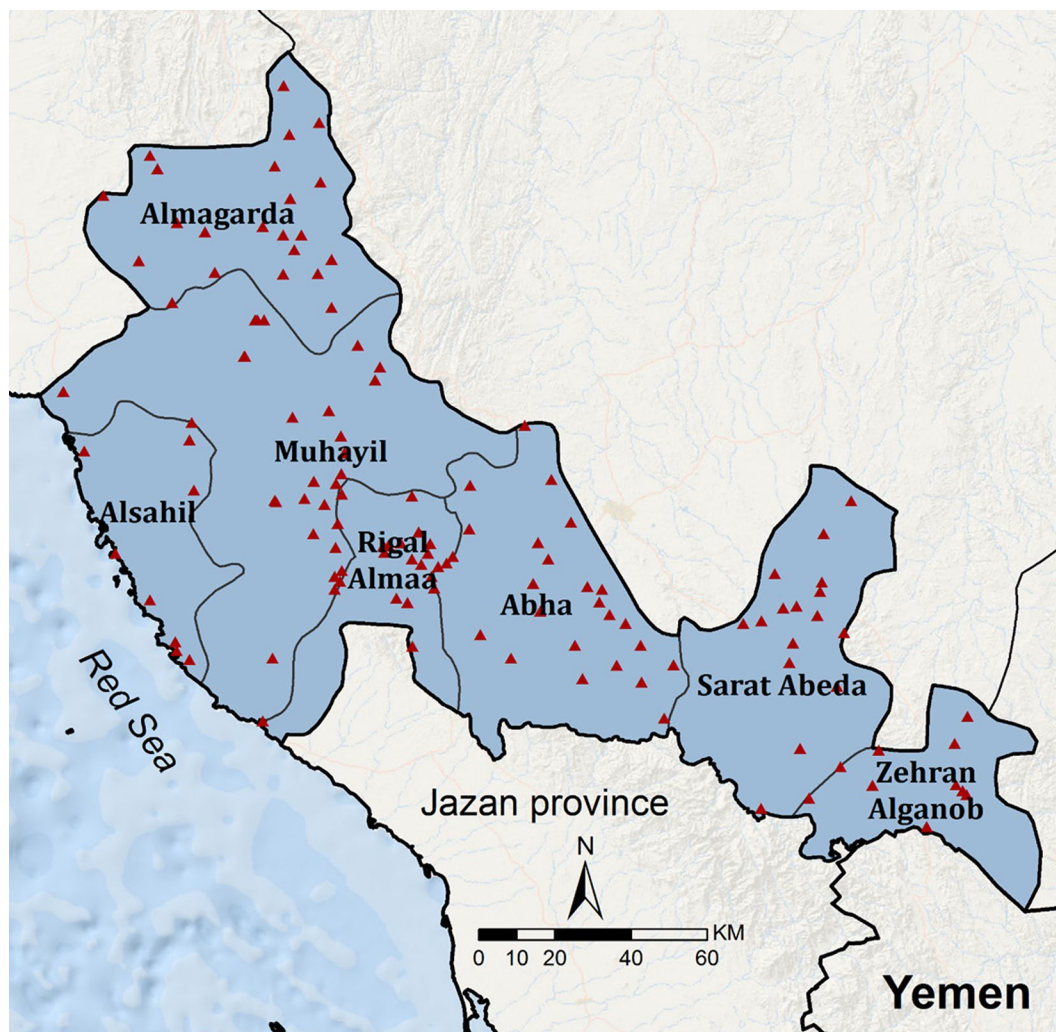 Almagarda
Muhayil
Alsahil
Rigal
Almaa
Abha
Sarat Abeda
Red Sea
Zehran
Alganob
Jazan province
N
KM
0 10 20 40 60
Yemen